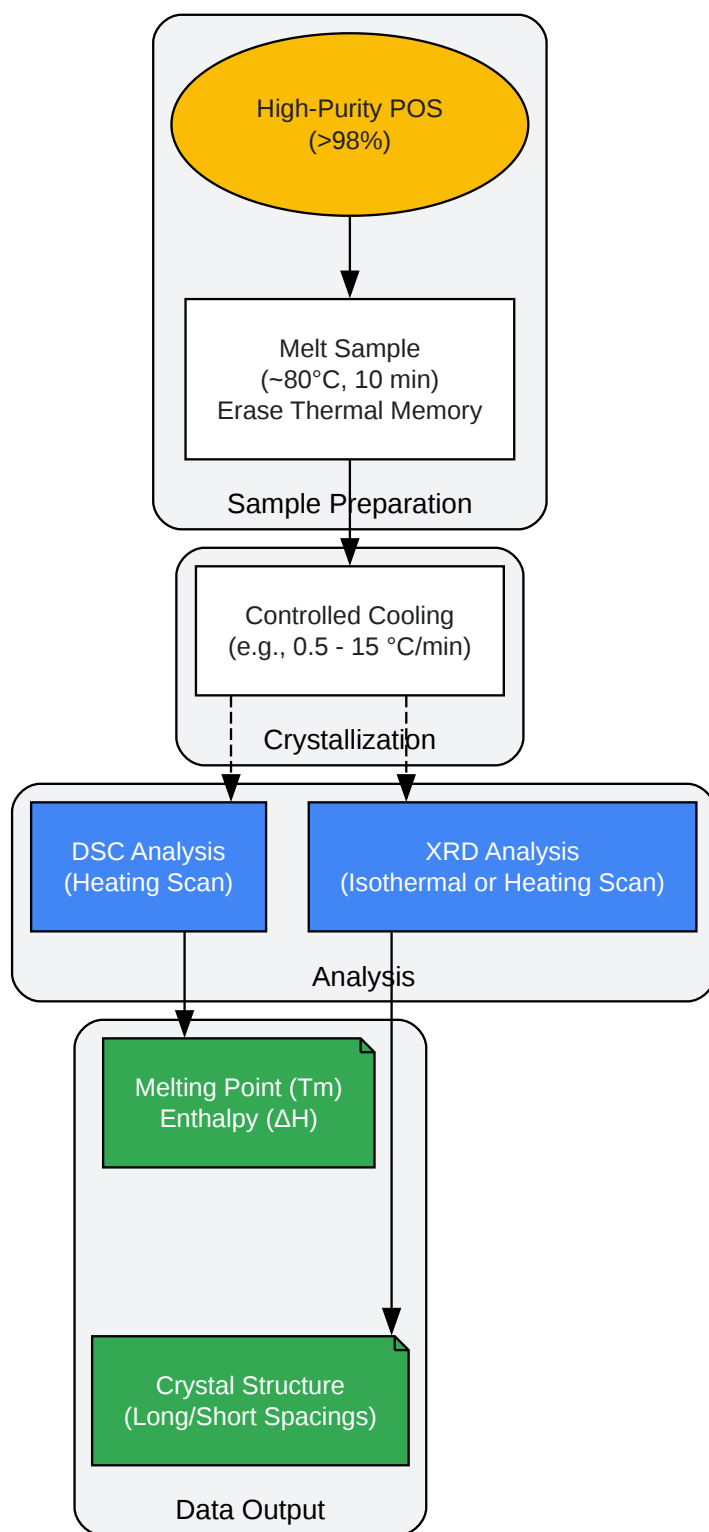 High-Purity POS
(>98%)
Melt Sample
(~80°C, 10 min)
Erase Thermal Memory
Sample Preparation
Controlled Cooling
(e.g., 0.5 - 15 °C/min)
Crystallization
DSC Analysis
(Heating Scan)
XRD Analysis
(Isothermal or Heating Scan)
Analysis
Melting Point (Tm)
Enthalpy (ΔH)
Crystal Structure
(Long/Short Spacings)
Data Output